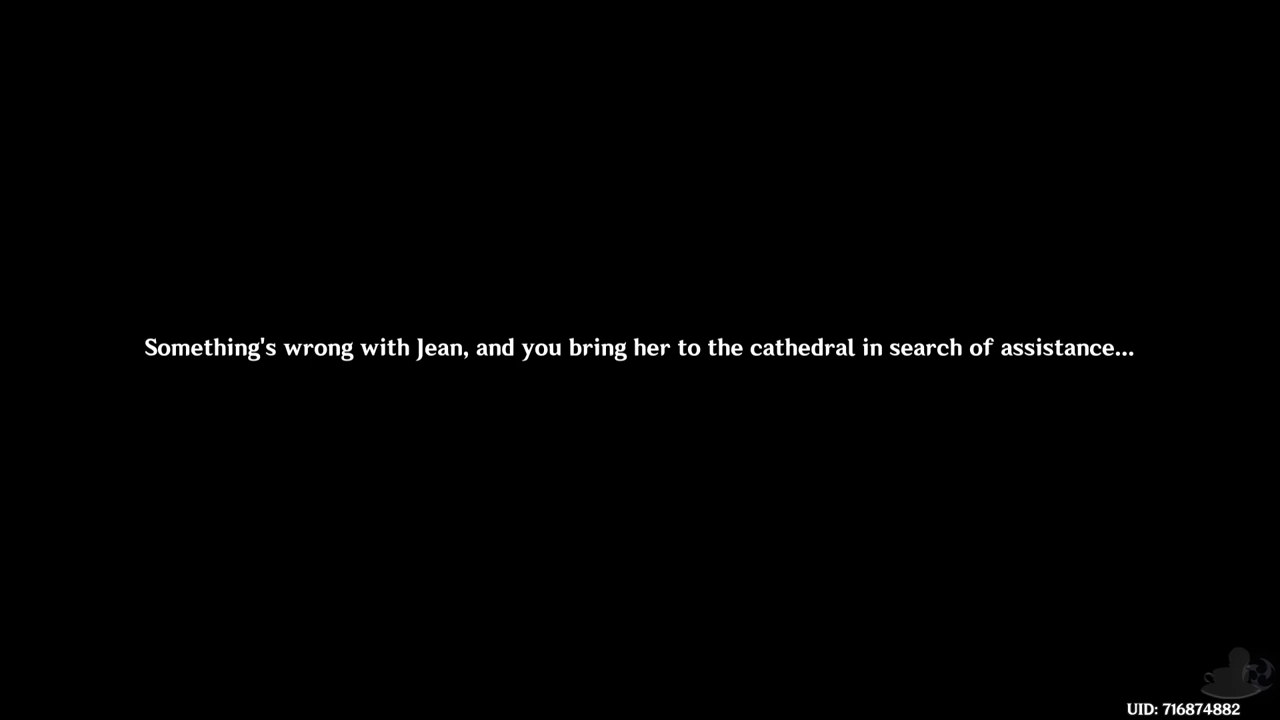 Something's wrong with Jean, and you bring her to the cathedral in search of assistance...
UID: 716874882